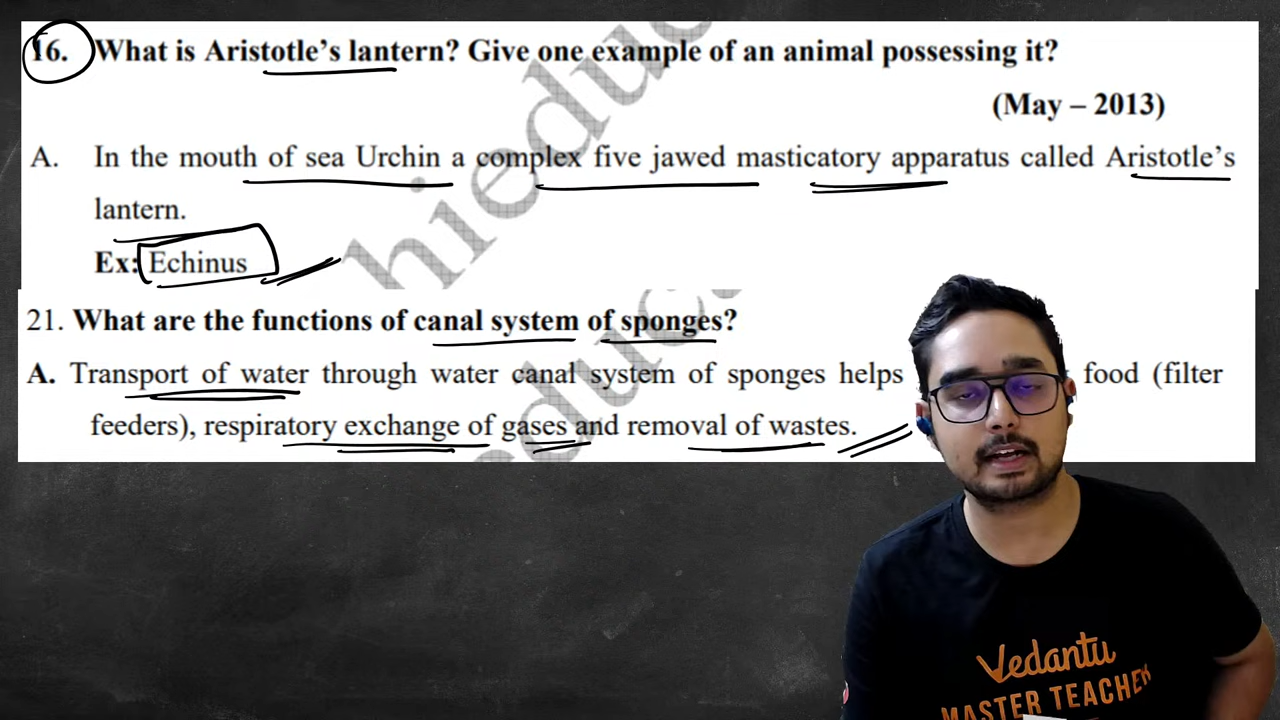 16. What is Aristotle's lantern? Give one example of an animal possessing it?
(May – 2013)
A. In the mouth of sea Urchin a complex five jawed masticatory apparatus called Aristotle's
lantern.
Ex: Echinus
21. What are the functions of canal system of sponges?
A. Transport of water through water canal system of sponges helps food (filter
feeders), respiratory exchange of gases and removal of wastes.
Vedantu
MASTER TEACHER